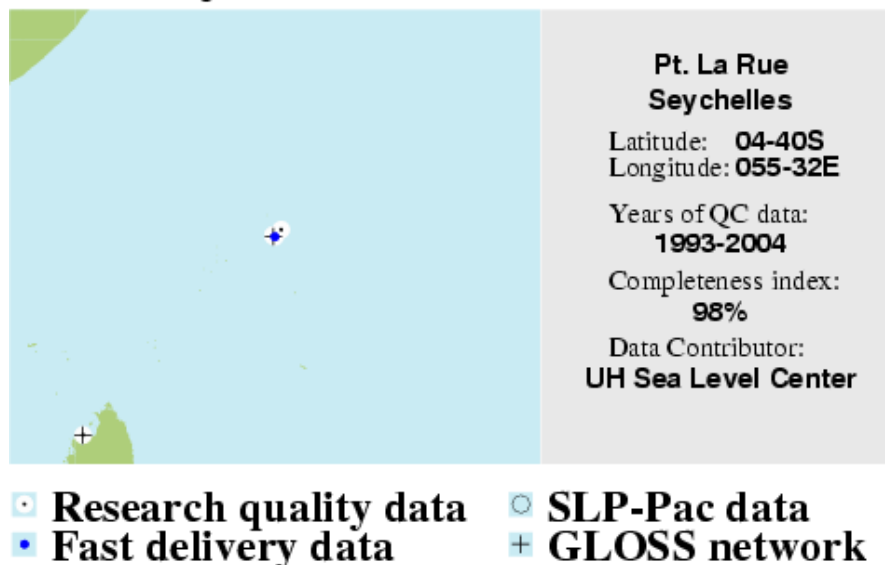 Pt. La Rue
Seychelles
Latitude: 04-40S
Longitude: 055-32E
Years of QC data:
1993-2004
Completeness index:
98%
Data Contributor:
UH Sea Level Center
Research quality data
SLP-Pac data
Fast delivery data
GLOSS network